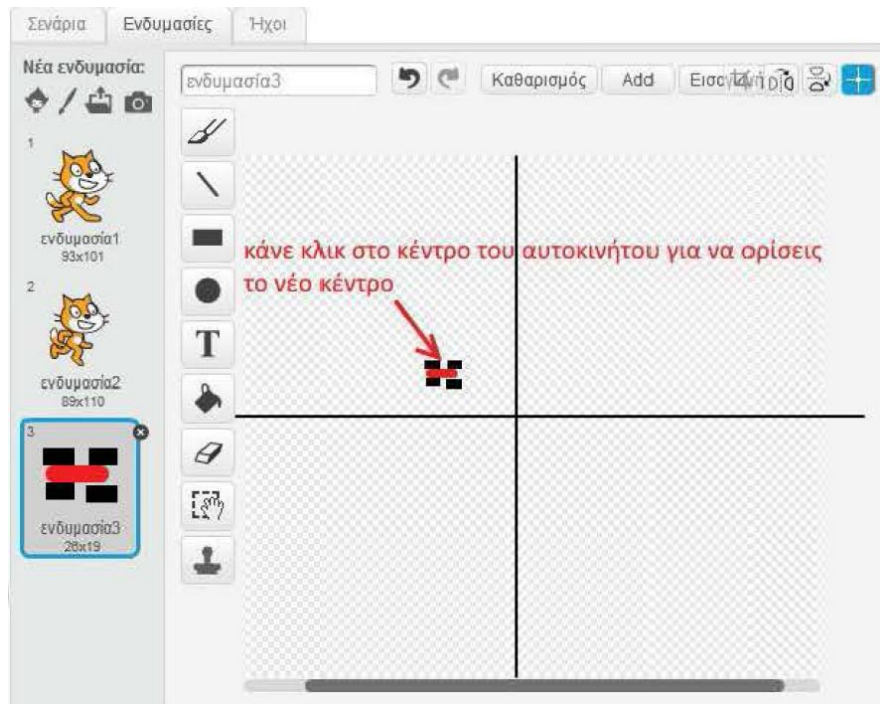 Σενάρια
Ενδυμασίες
Ήχοι
Νέα ενδυμασία:
1
ενδυμασία1
93x101
2
ενδυμασία2
89x110
3
ενδυμασία3
26x19
ενδυμασία3
Καθαρισμός
Add
κάνε κλικ στο κέντρο του αυτοκινήτου για να ορίσεις
το νέο κέντρο
T